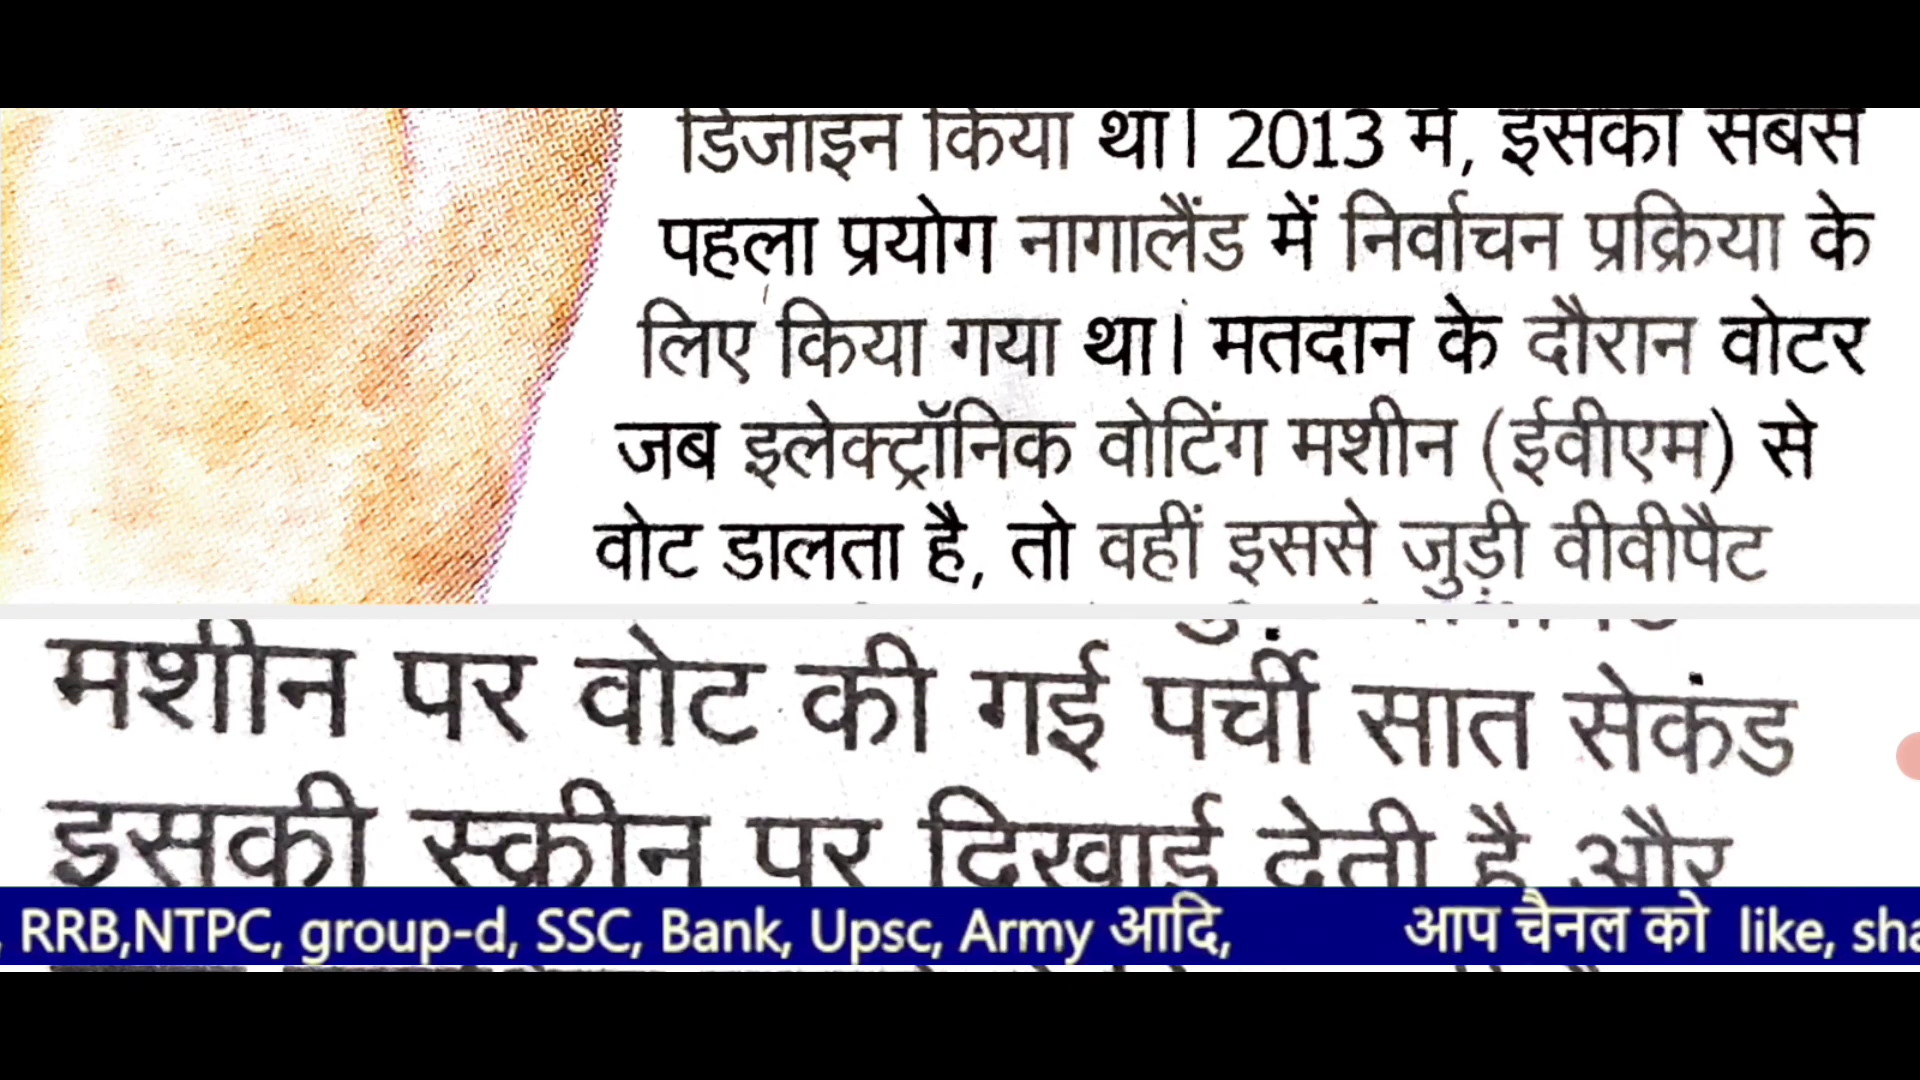 डिजाइन किया था। 2013 में, इसका सबसे
पहला प्रयोग नागालैंड में निर्वाचन प्रक्रिया के
लिए किया गया था। मतदान के दौरान वोटर
जब इलेक्ट्रॉनिक वोटिंग मशीन (ईवीएम) से
वोट डालता है, तो वहीं इससे जुड़ी वीवीपैट
मशीन पर वोट की गई पर्ची सात सेकंड
इसकी स्क्रीन पर दिखाई देती है और
RRB,NTPC, group-d, SSC, Bank, Upsc, Army आदि, आप चैनल को like,